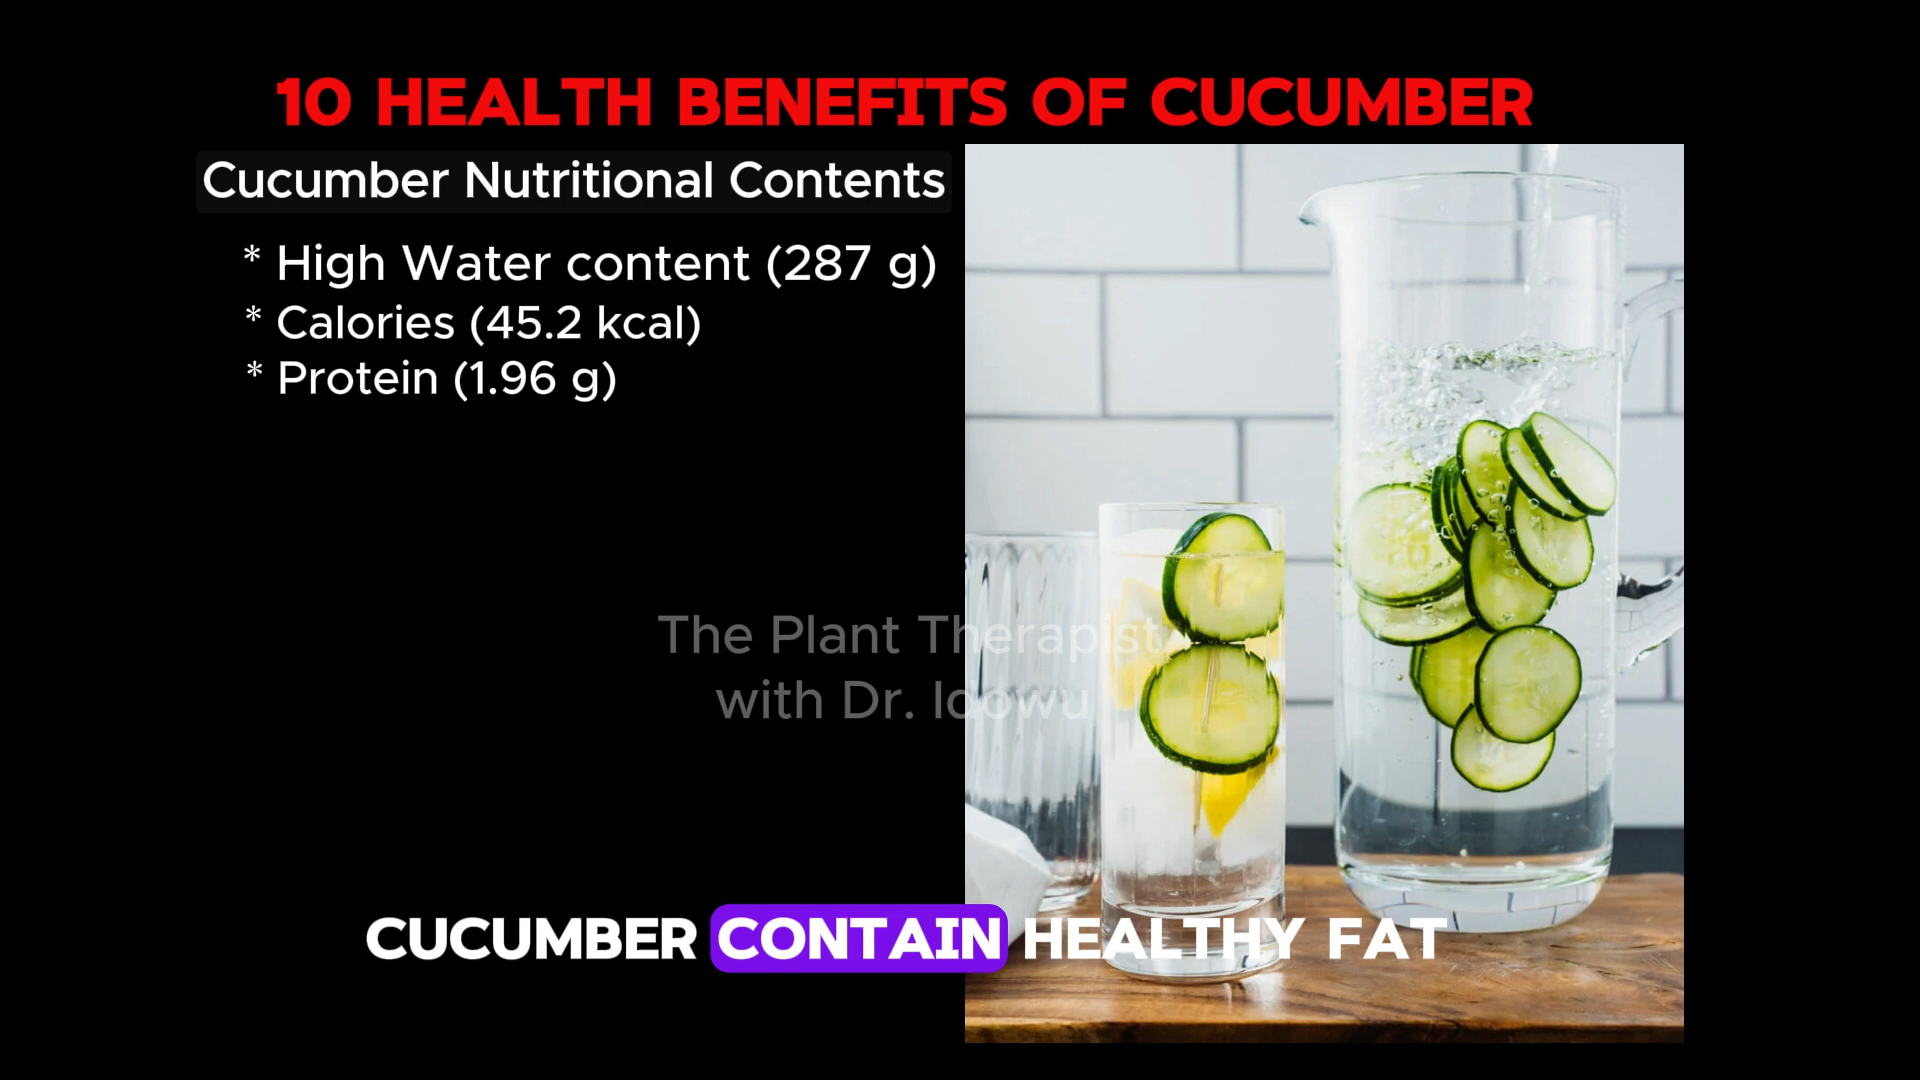 10 HEALTH BENEFITS OF CUCUMBER
Cucumber Nutritional Contents
* High Water content (287 g)
* Calories (45.2 kcal)
* Protein (1.96 g)
The Plant Therapist
with Dr. Idowu
CUCUMBER CONTAIN HEALTHY FAT